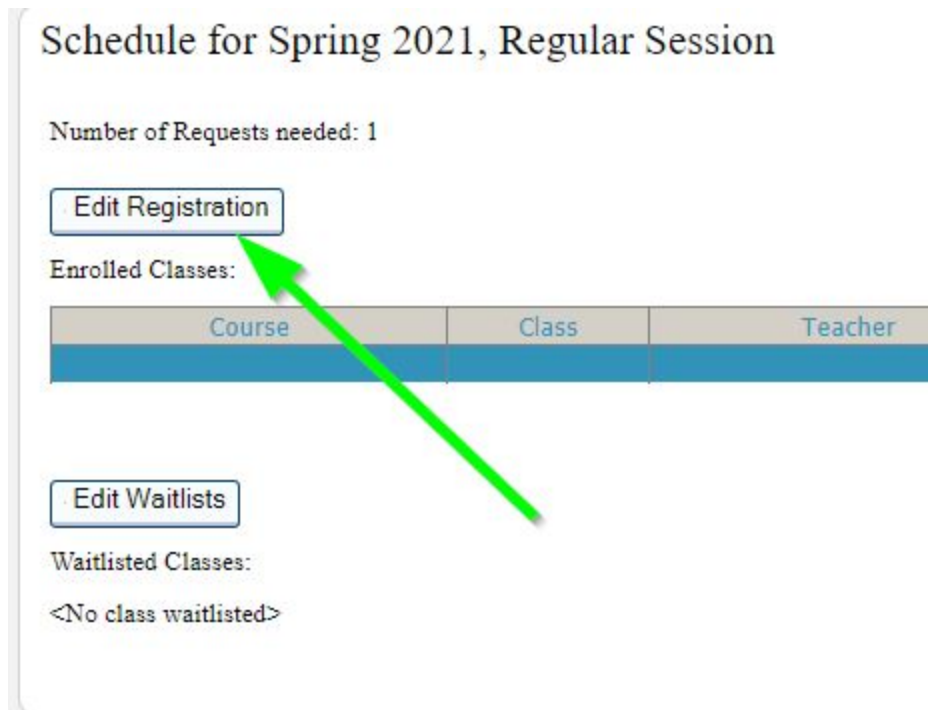 Schedule for Spring 2021, Regular Session
Number of Requests needed: 1
Edit Registration
Enrolled Classes:
Course Class Teacher
Edit Waitlists
Waitlisted Classes:
<No class waitlisted>